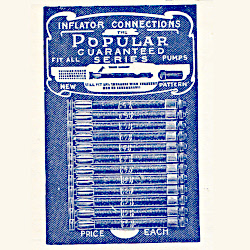 INFLATOR CONNECTIONS
THE
POPULAR
GUARANTEED
FIT ALL SERIES PUMPS
NEW PATTERN
PRICE EACH